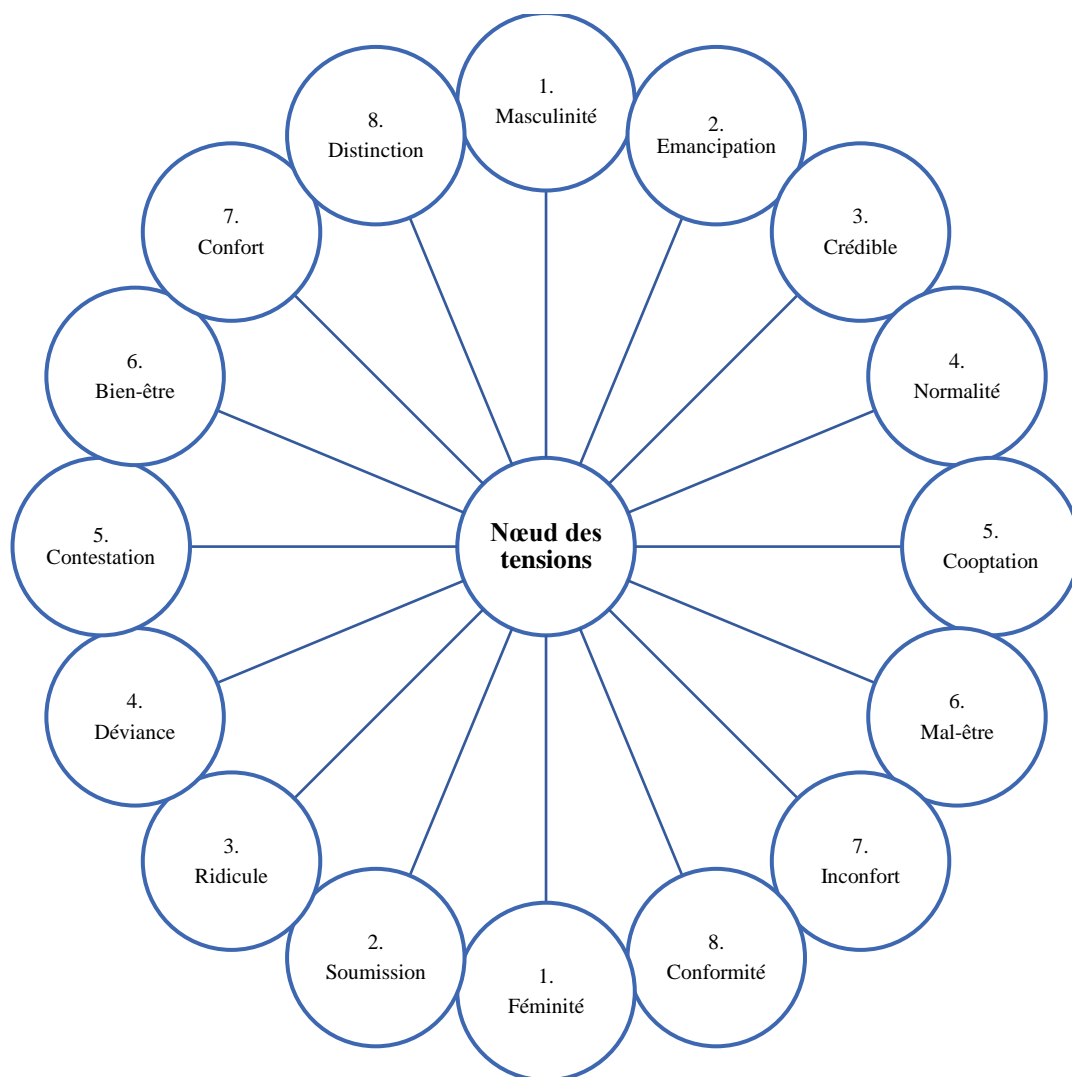 1.
Masculinité
2.
Emancipation
3.
Crédible
4.
Normalité
5.
Cooptation
6.
Mal-être
7.
Inconfort
8.
Conformité
1.
Féminité
2.
Soumission
3.
Ridicule
4.
Déviance
5.
Contestation
6.
Bien-être
7.
Confort
8.
Distinction
Nœud des
tensions